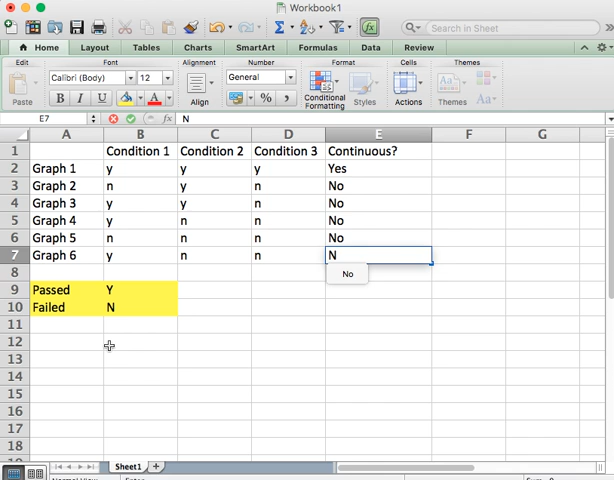 Workbook1
Search in Sheet
Home Layout Tables Charts SmartArt Formulas Data Review
Edit Font Alignment Number Format Cells Themes
Calibri (Body) 12 General
Paste B I U A Align % Conditional Formatting Styles Actions Themes Aa
E7 fx N
A B C D E F G
1 Condition 1 Condition 2 Condition 3 Continuous?
2 Graph 1 y y y Yes
3 Graph 2 n y n No
4 Graph 3 y y n No
5 Graph 4 y n n No
6 Graph 5 n n n No
7 Graph 6 y n n N
8 No
9 Passed Y
10 Failed N
11
12
13
14
15
16
17
18
Sheet1
Normal View Enter Sum=0